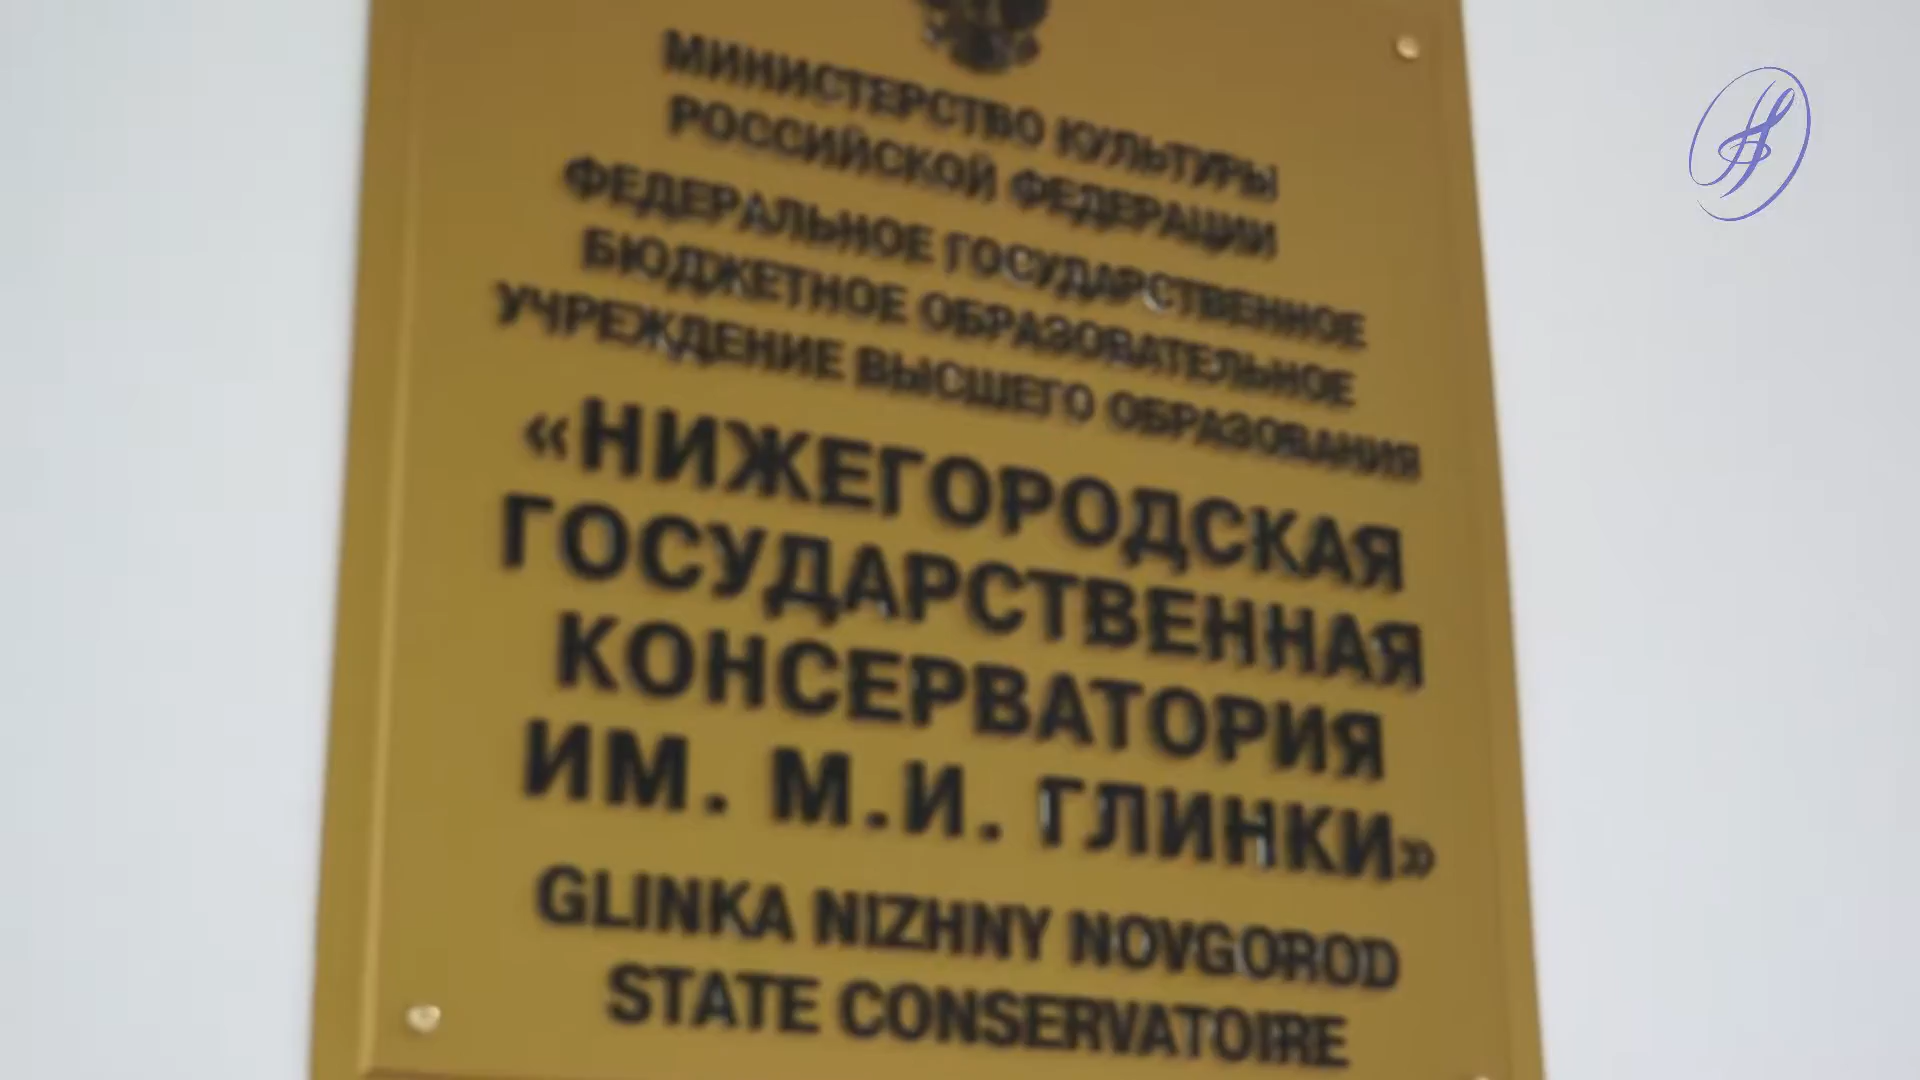 МИНИСТЕРСТВО КУЛЬТУРЫ
РОССИЙСКОЙ ФЕДЕРАЦИИ
ФЕДЕРАЛЬНОЕ ГОСУДАРСТВЕННОЕ
БЮДЖЕТНОЕ ОБРАЗОВАТЕЛЬНОЕ
УЧРЕЖДЕНИЕ ВЫСШЕГО ОБРАЗОВАНИЯ
«НИЖЕГОРОДСКАЯ
ГОСУДАРСТВЕННАЯ
КОНСЕРВАТОРИЯ
ИМ. М.И. ГЛИНКИ»
GLINKA NIZHNY NOVGOROD
STATE CONSERVATOIRE